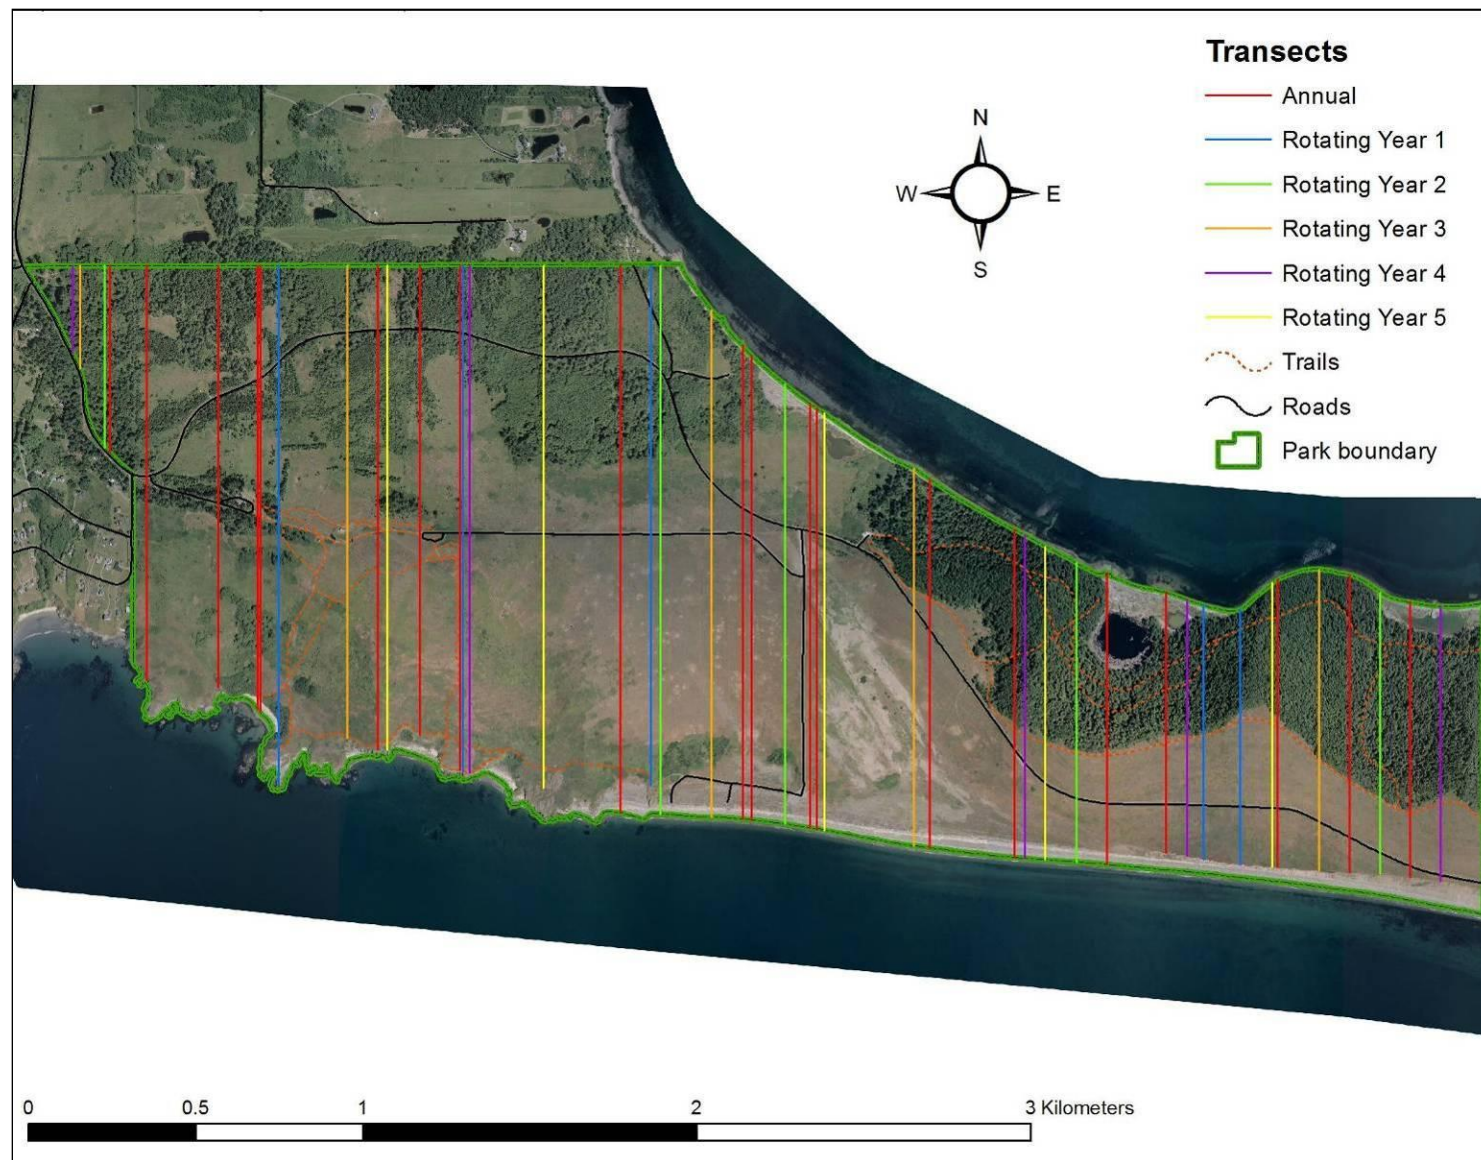 Transects
Annual
Rotating Year 1
Rotating Year 2
Rotating Year 3
Rotating Year 4
Rotating Year 5
Trails
Roads
Park boundary
N
W E
S
0 0.5 1 2 3 Kilometers